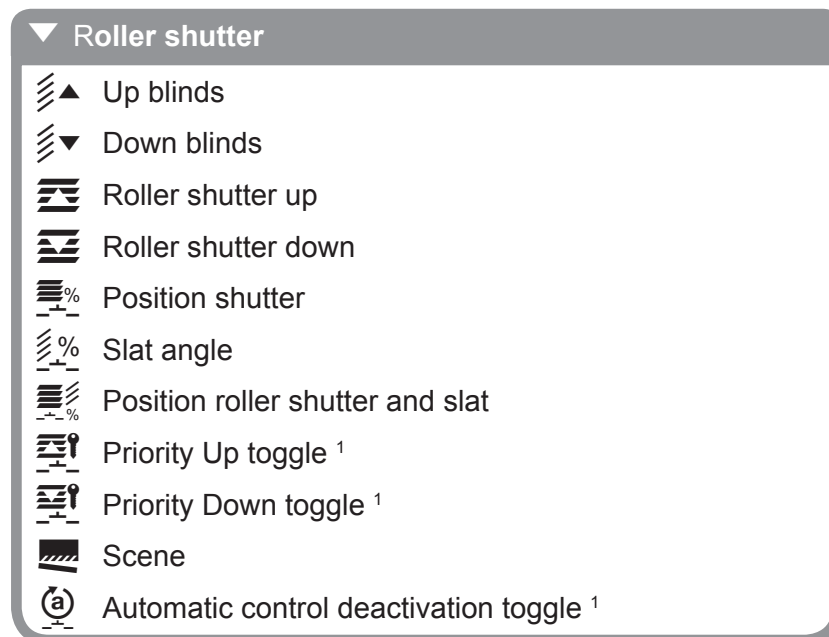 Roller shutter
Up blinds
Down blinds
Roller shutter up
Roller shutter down
% Position shutter
% Slat angle
% Position roller shutter and slat
Priority Up toggle ¹
Priority Down toggle ¹
Scene
a Automatic control deactivation toggle ¹